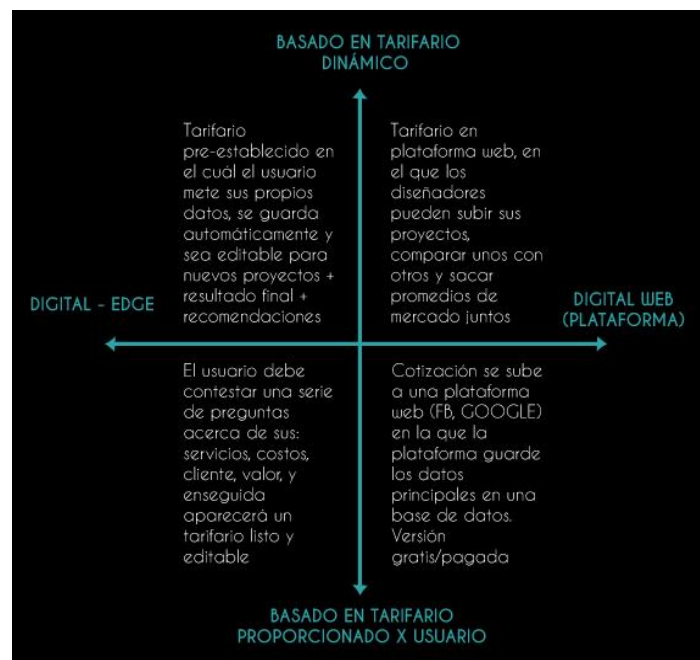 BASADO EN TARIFARIO
DINÁMICO
Tarifario
pre-establecido en
el cuál el usuario
mete sus propios
datos, se guarda
automáticamente y
sea editable para
nuevos proyectos +
resultado final +
recomendaciones
Tarifario en
plataforma web, en
el que los
diseñadores
pueden subir sus
proyectos,
comparar unos con
otros y sacar
promedios de
mercado juntos
DIGITAL - EDGE
DIGITAL WEB
(PLATAFORMA)
El usuario debe
contestar una serie
de preguntas
acerca de sus:
servicios, costos,
cliente, valor, y
enseguida
aparecerá un
tarifario listo y
editable
Cotización se sube
a una plataforma
web (FB, GOOGLE)
en la que la
plataforma guarde
los datos
principales en una
base de datos.
Versión
gratis/pagada
BASADO EN TARIFARIO
PROPORCIONADO X USUARIO